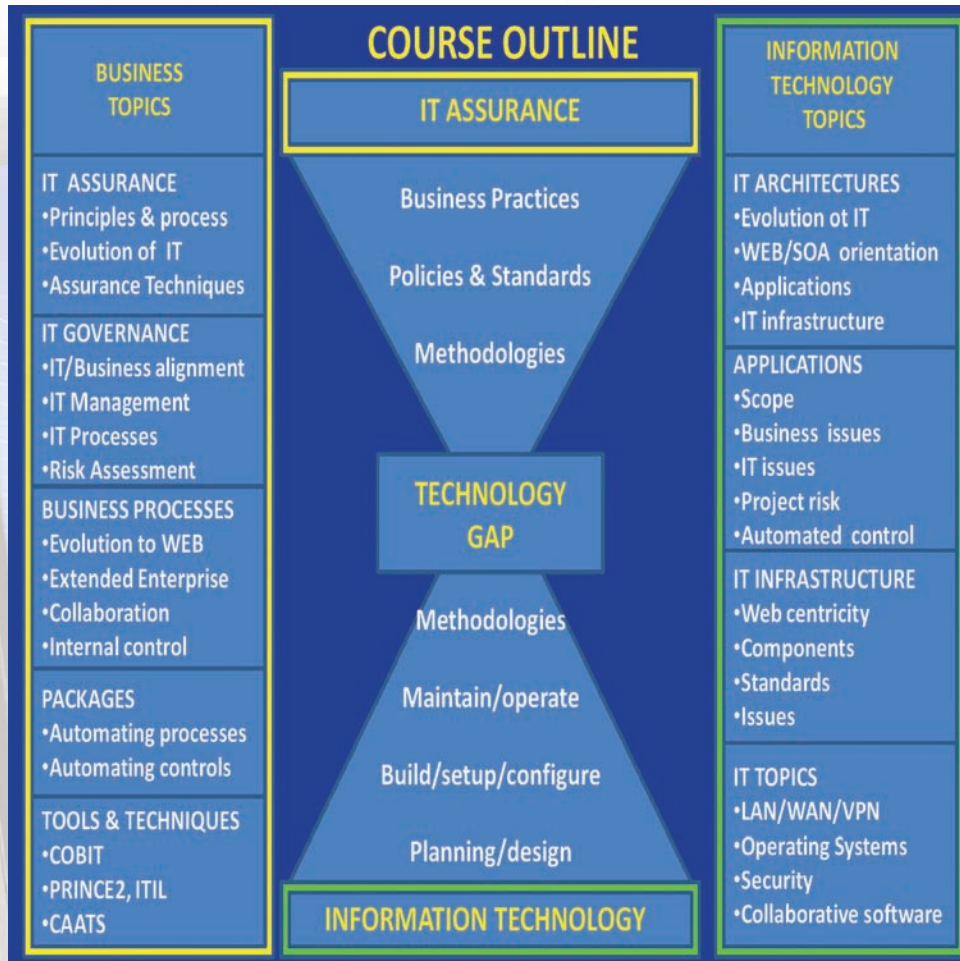 COURSE OUTLINE
BUSINESS
TOPICS
IT ASSURANCE
•Principles & process
•Evolution of IT
•Assurance Techniques
IT GOVERNANCE
•IT/Business alignment
•IT Management
•IT Processes
•Risk Assessment
BUSINESS PROCESSES
•Evolution to WEB
•Extended Enterprise
•Collaboration
•Internal control
PACKAGES
•Automating processes
•Automating controls
TOOLS & TECHNIQUES
•COBIT
•PRINCE2, ITIL
•CAATS
IT ASSURANCE
Business Practices
Policies & Standards
Methodologies
TECHNOLOGY
GAP
Methodologies
Maintain/operate
Build/setup/configure
Planning/design
INFORMATION TECHNOLOGY
INFORMATION
TECHNOLOGY
TOPICS
IT ARCHITECTURES
•Evolution ot IT
•WEB/SOA orientation
•Applications
•IT infrastructure
APPLICATIONS
•Scope
•Business issues
•IT issues
•Project risk
•Automated control
IT INFRASTRUCTURE
•Web centricity
•Components
•Standards
•Issues
IT TOPICS
•LAN/WAN/VPN
•Operating Systems
•Security
•Collaborative software